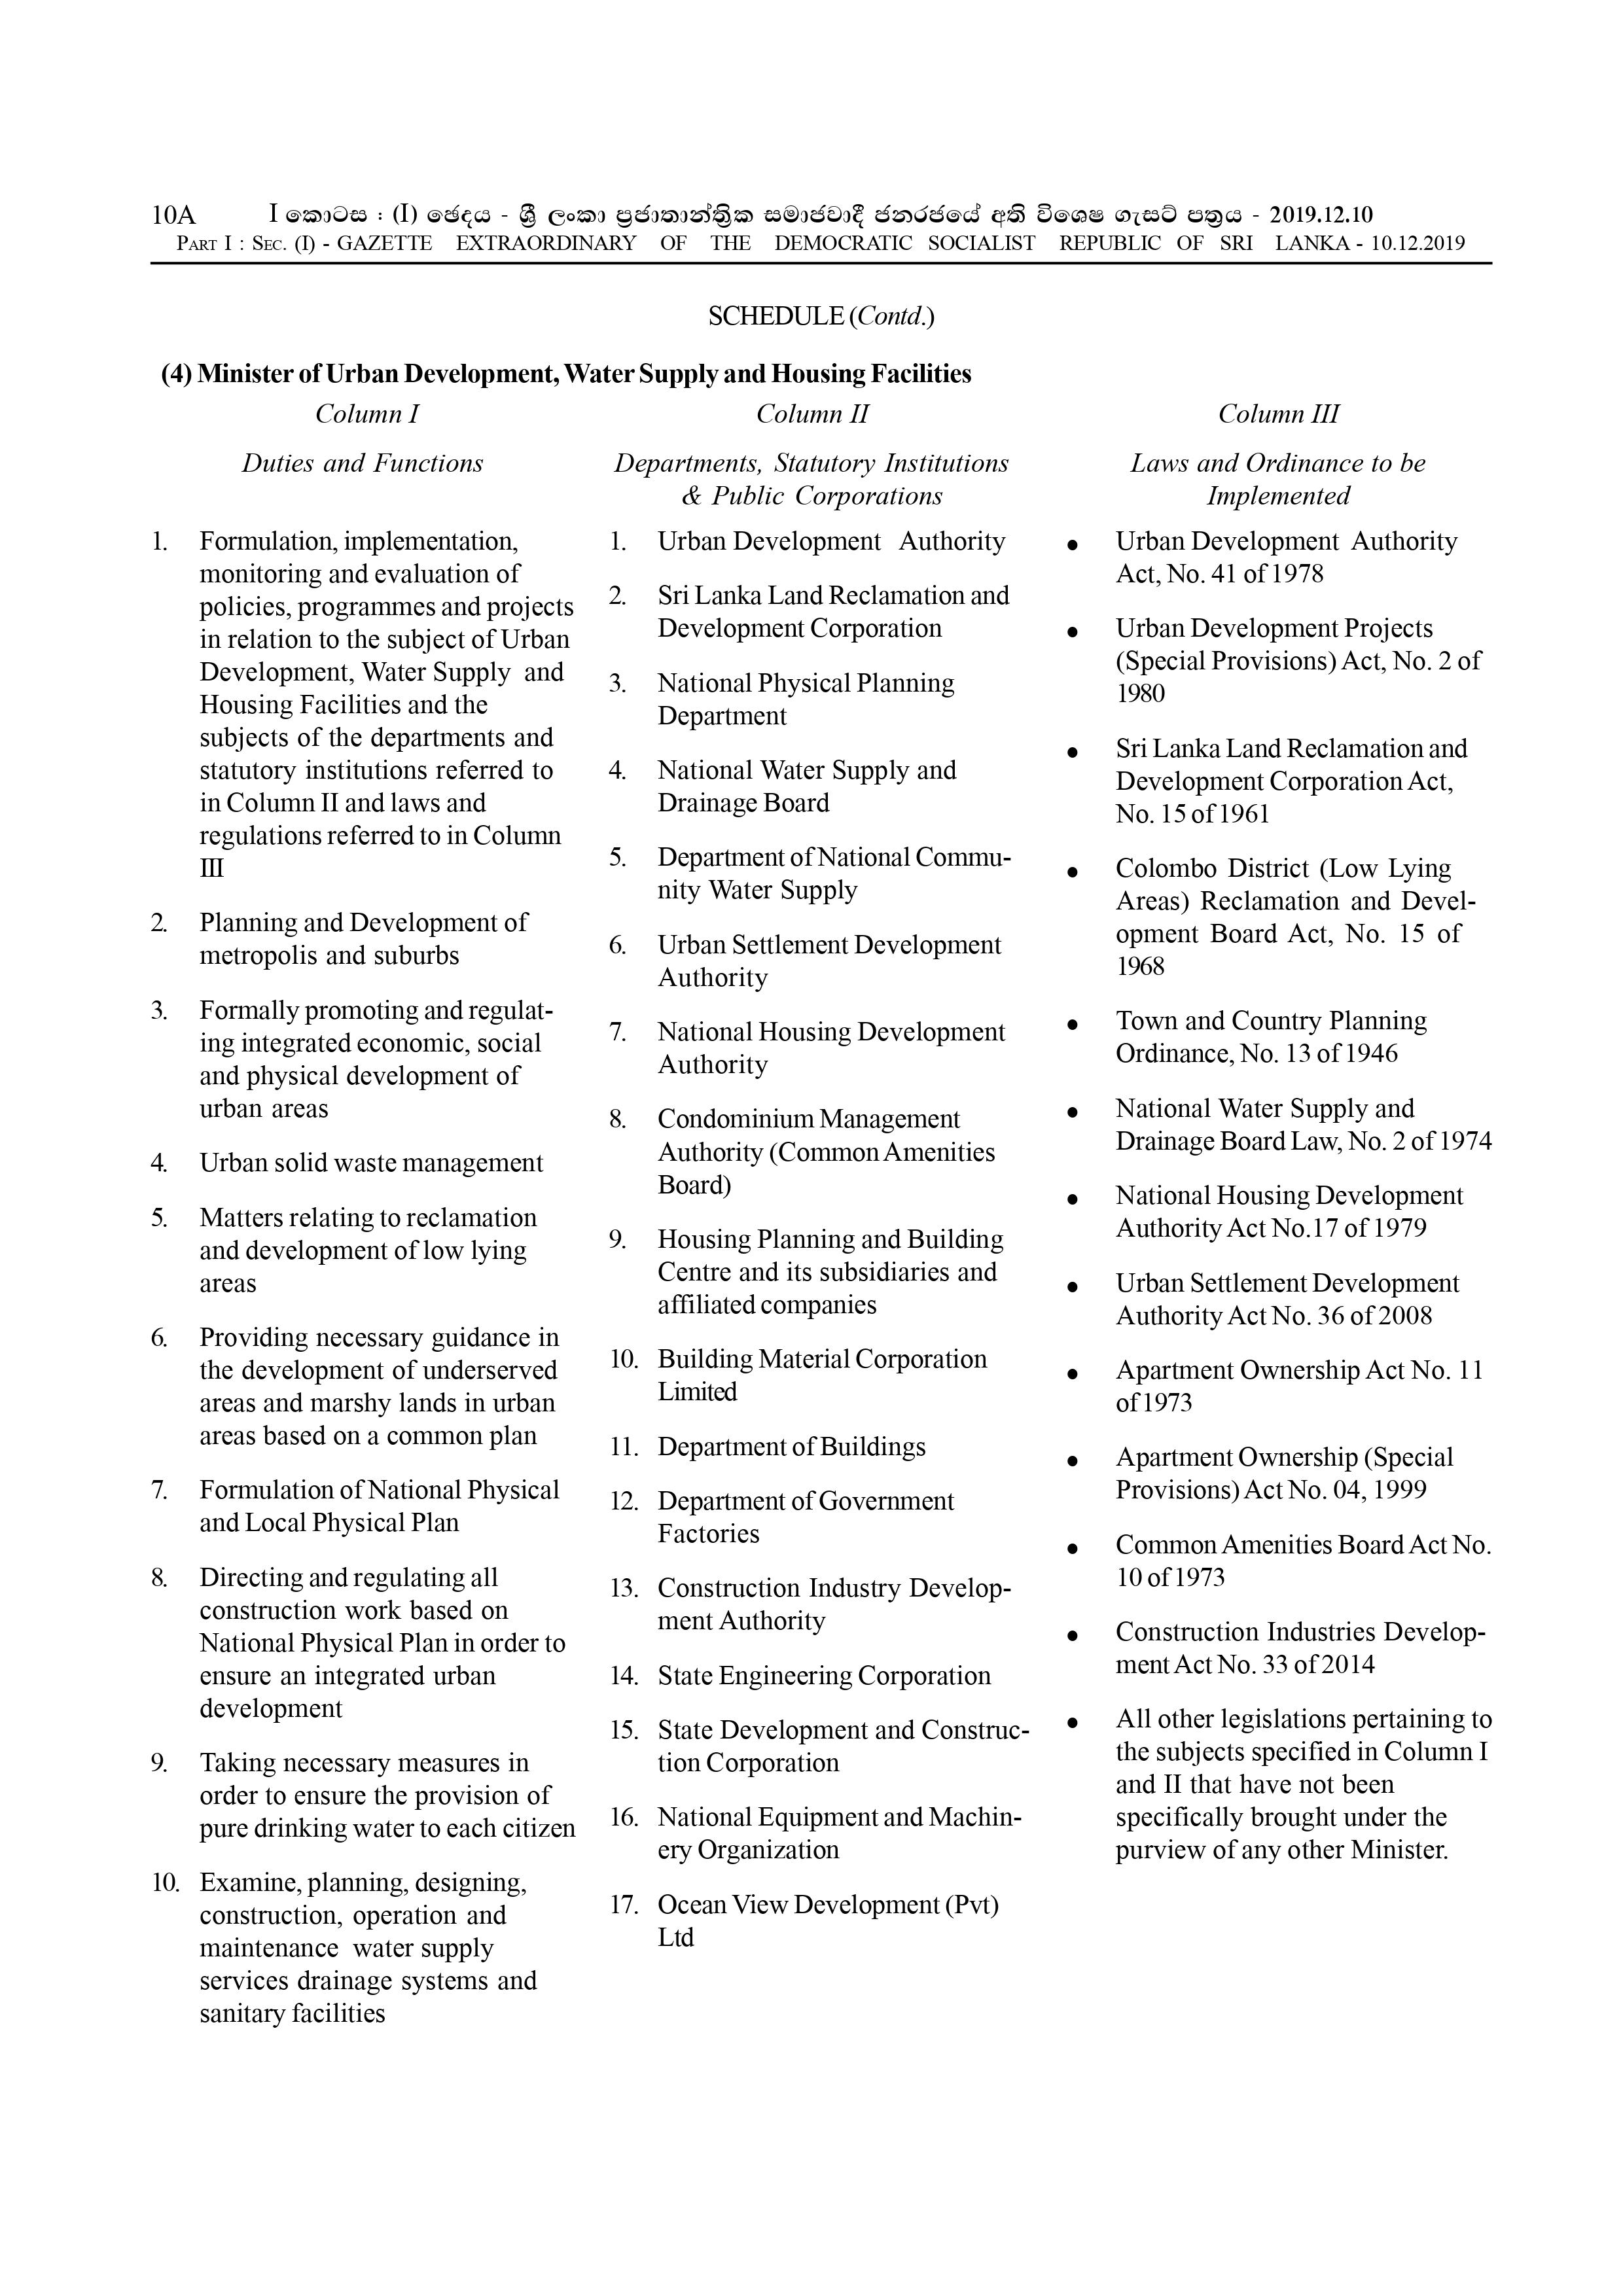 10A I කොටස : (I) ඡෙදය - ශ්‍රී ලංකා ප්‍රජාතාන්ත්‍රික සමාජවාදී ජනරජයේ අති විශෙෂ ගැසට් පත්‍රය - 2019.12.10
PART I : SEC. (I) - GAZETTE EXTRAORDINARY OF THE DEMOCRATIC SOCIALIST REPUBLIC OF SRI LANKA - 10.12.2019
SCHEDULE (Contd.)
(4) Minister of Urban Development, Water Supply and Housing Facilities
Column I
Duties and Functions
1. Formulation, implementation,
monitoring and evaluation of
policies, programmes and projects
in relation to the subject of Urban
Development, Water Supply and
Housing Facilities and the
subjects of the departments and
statutory institutions referred to
in Column II and laws and
regulations referred to in Column
III
2. Planning and Development of
metropolis and suburbs
3. Formally promoting and regulat-
ing integrated economic, social
and physical development of
urban areas
4. Urban solid waste management
5. Matters relating to reclamation
and development of low lying
areas
6. Providing necessary guidance in
the development of underserved
areas and marshy lands in urban
areas based on a common plan
7. Formulation of National Physical
and Local Physical Plan
8. Directing and regulating all
construction work based on
National Physical Plan in order to
ensure an integrated urban
development
9. Taking necessary measures in
order to ensure the provision of
pure drinking water to each citizen
10. Examine, planning, designing,
construction, operation and
maintenance water supply
services drainage systems and
sanitary facilities
Column II
Departments, Statutory Institutions
& Public Corporations
1. Urban Development Authority
2. Sri Lanka Land Reclamation and
Development Corporation
3. National Physical Planning
Department
4. National Water Supply and
Drainage Board
5. Department of National Commu-
nity Water Supply
6. Urban Settlement Development
Authority
7. National Housing Development
Authority
8. Condominium Management
Authority (Common Amenities
Board)
9. Housing Planning and Building
Centre and its subsidiaries and
affiliated companies
10. Building Material Corporation
Limited
11. Department of Buildings
12. Department of Government
Factories
13. Construction Industry Develop-
ment Authority
14. State Engineering Corporation
15. State Development and Construc-
tion Corporation
16. National Equipment and Machin-
ery Organization
17. Ocean View Development (Pvt)
Ltd
Column III
Laws and Ordinance to be
Implemented
● Urban Development Authority
Act, No. 41 of 1978
● Urban Development Projects
(Special Provisions) Act, No. 2 of
1980
● Sri Lanka Land Reclamation and
Development Corporation Act,
No. 15 of 1961
● Colombo District (Low Lying
Areas) Reclamation and Devel-
opment Board Act, No. 15 of
1968
● Town and Country Planning
Ordinance, No. 13 of 1946
● National Water Supply and
Drainage Board Law, No. 2 of 1974
● National Housing Development
Authority Act No.17 of 1979
● Urban Settlement Development
Authority Act No. 36 of 2008
● Apartment Ownership Act No. 11
of 1973
● Apartment Ownership (Special
Provisions) Act No. 04, 1999
● Common Amenities Board Act No.
10 of 1973
● Construction Industries Develop-
ment Act No. 33 of 2014
● All other legislations pertaining to
the subjects specified in Column I
and II that have not been
specifically brought under the
purview of any other Minister.